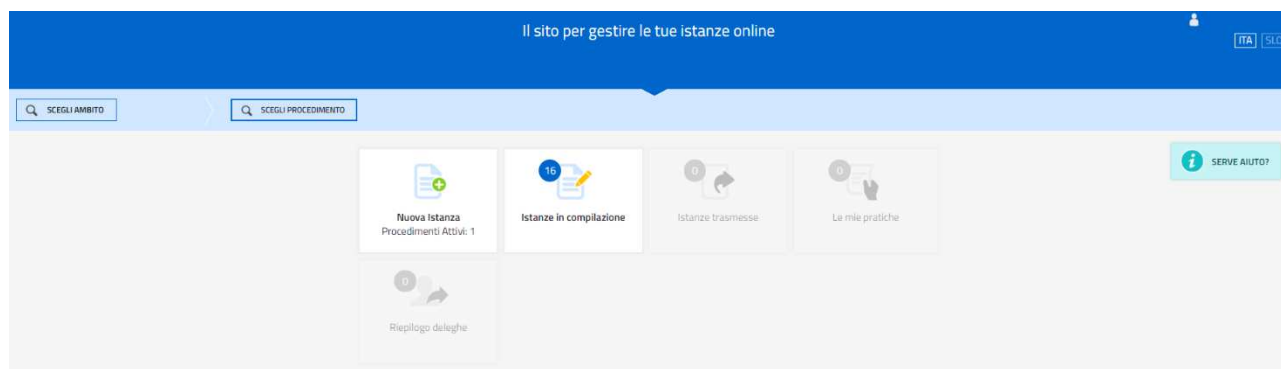 Il sito per gestire le tue istanze online
ITA SLO
SCEGLI AMBITO
SCEGLI PROCEDIMENTO
SERVE AIUTO?
Nuova Istanza
Procedimenti Attivi: 1
16
Istanze in compilazione
0
Istanze trasmesse
0
Le mie pratiche
0
Riepilogo deleghe